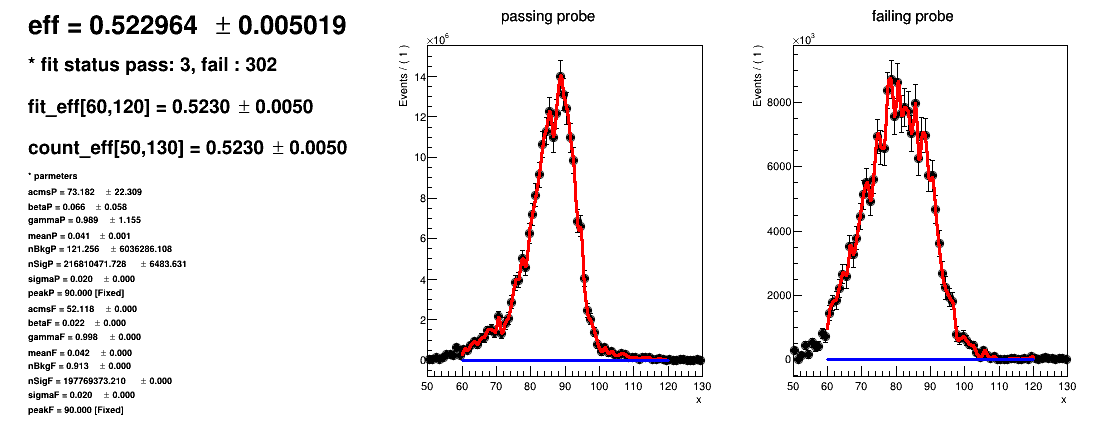 eff = 0.522964 ± 0.005019
* fit status pass: 3, fail : 302
fit_eff[60,120] = 0.5230 ± 0.0050
count_eff[50,130] = 0.5230 ± 0.0050
* parmeters
acmsP = 73.182 ± 22.309
betaP = 0.066 ± 0.058
gammaP = 0.989 ± 1.155
meanP = 0.041 ± 0.001
nBkgP = 121.256 ± 6036286.108
nSigP = 216810471.728 ± 6483.631
sigmaP = 0.020 ± 0.000
peakP = 90.000 [Fixed]
acmsF = 52.118 ± 0.000
betaF = 0.022 ± 0.000
gammaF = 0.998 ± 0.000
meanF = 0.042 ± 0.000
nBkgF = 0.913 ± 0.000
nSigF = 197769373.210 ± 0.000
sigmaF = 0.020 ± 0.000
peakF = 90.000 [Fixed]
passing probe
×10⁶
Events / ( 1 )
14
12
10
8
6
4
2
0
50 60 70 80 90 100 110 120 130
x
failing probe
×10³
Events / ( 1 )
8000
6000
4000
2000
0
50 60 70 80 90 100 110 120 130
x